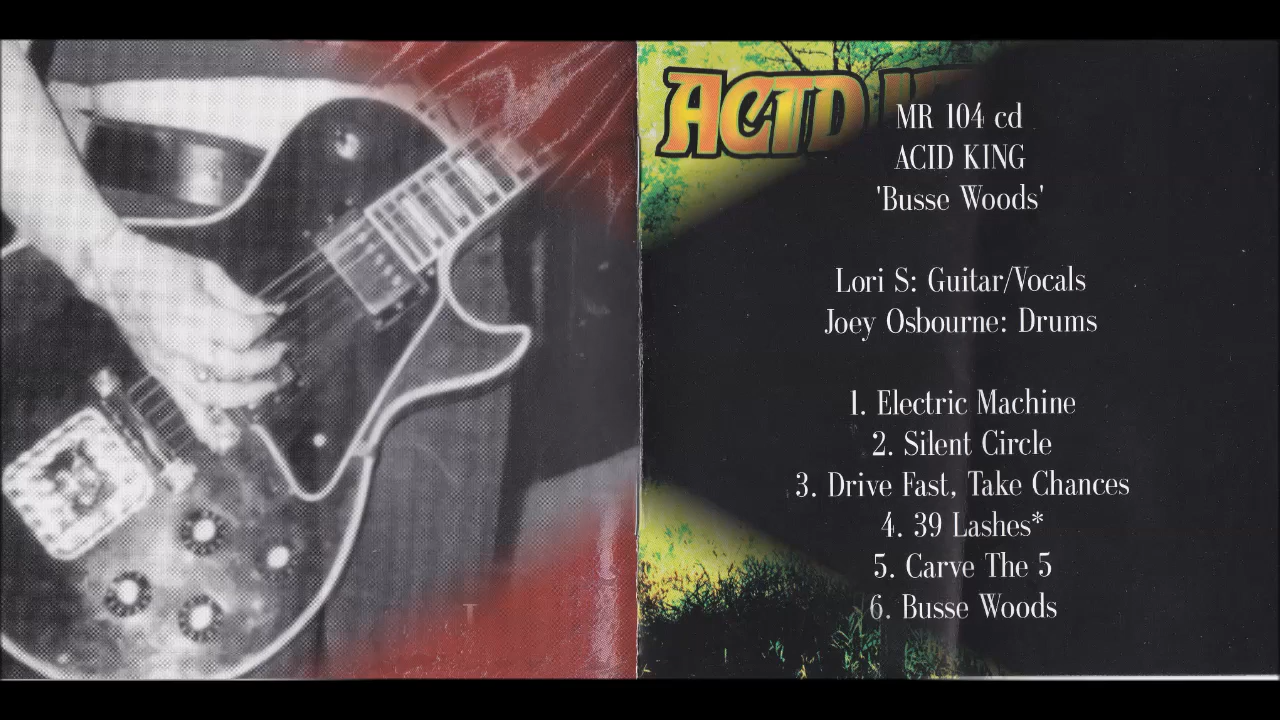 ACID
MR 104 cd
ACID KING
'Busse Woods'
Lori S: Guitar/Vocals
Joey Osbourne: Drums
1. Electric Machine
2. Silent Circle
3. Drive Fast, Take Chances
4. 39 Lashes*
5. Carve The 5
6. Busse Woods